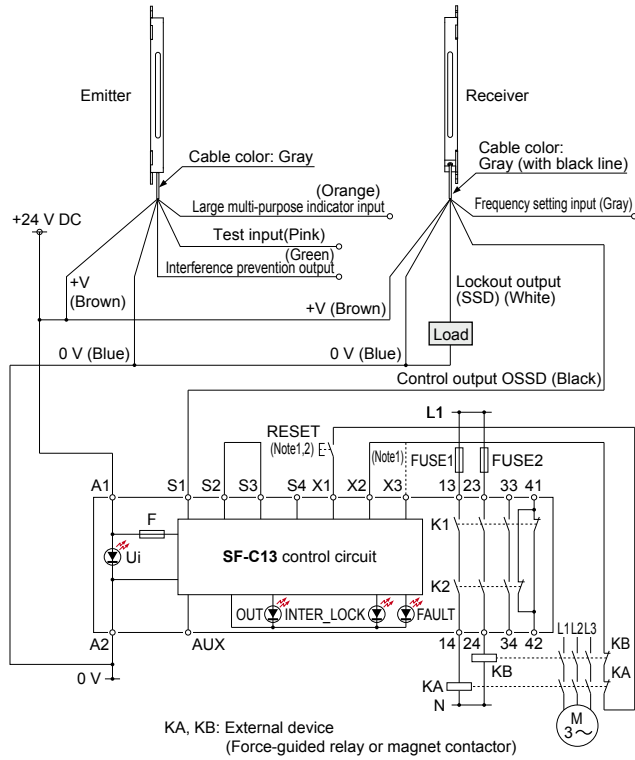 Emitter
Receiver
Cable color: Gray
Cable color:
Gray (with black line)
(Orange)
Large multi-purpose indicator input
Frequency setting input (Gray)
+24 V DC
Test input(Pink)
(Green)
Interference prevention output
+V
(Brown)
+V (Brown)
Lockout output
(SSD) (White)
Load
0 V (Blue)
0 V (Blue)
Control output OSSD (Black)
L1
RESET
(Note1,2)
(Note1)
FUSE1
FUSE2
A1
S1
S2
S3
S4
X1
X2
X3
13
23
33
41
F
K1
Ui
SF-C13 control circuit
K2
OUT
INTER_LOCK
FAULT
A2
AUX
14
24
34
42
L1
L2
L3
KB
KB
KA
0 V
KA
N
M
3~
KA, KB: External device
(Force-guided relay or magnet contactor)